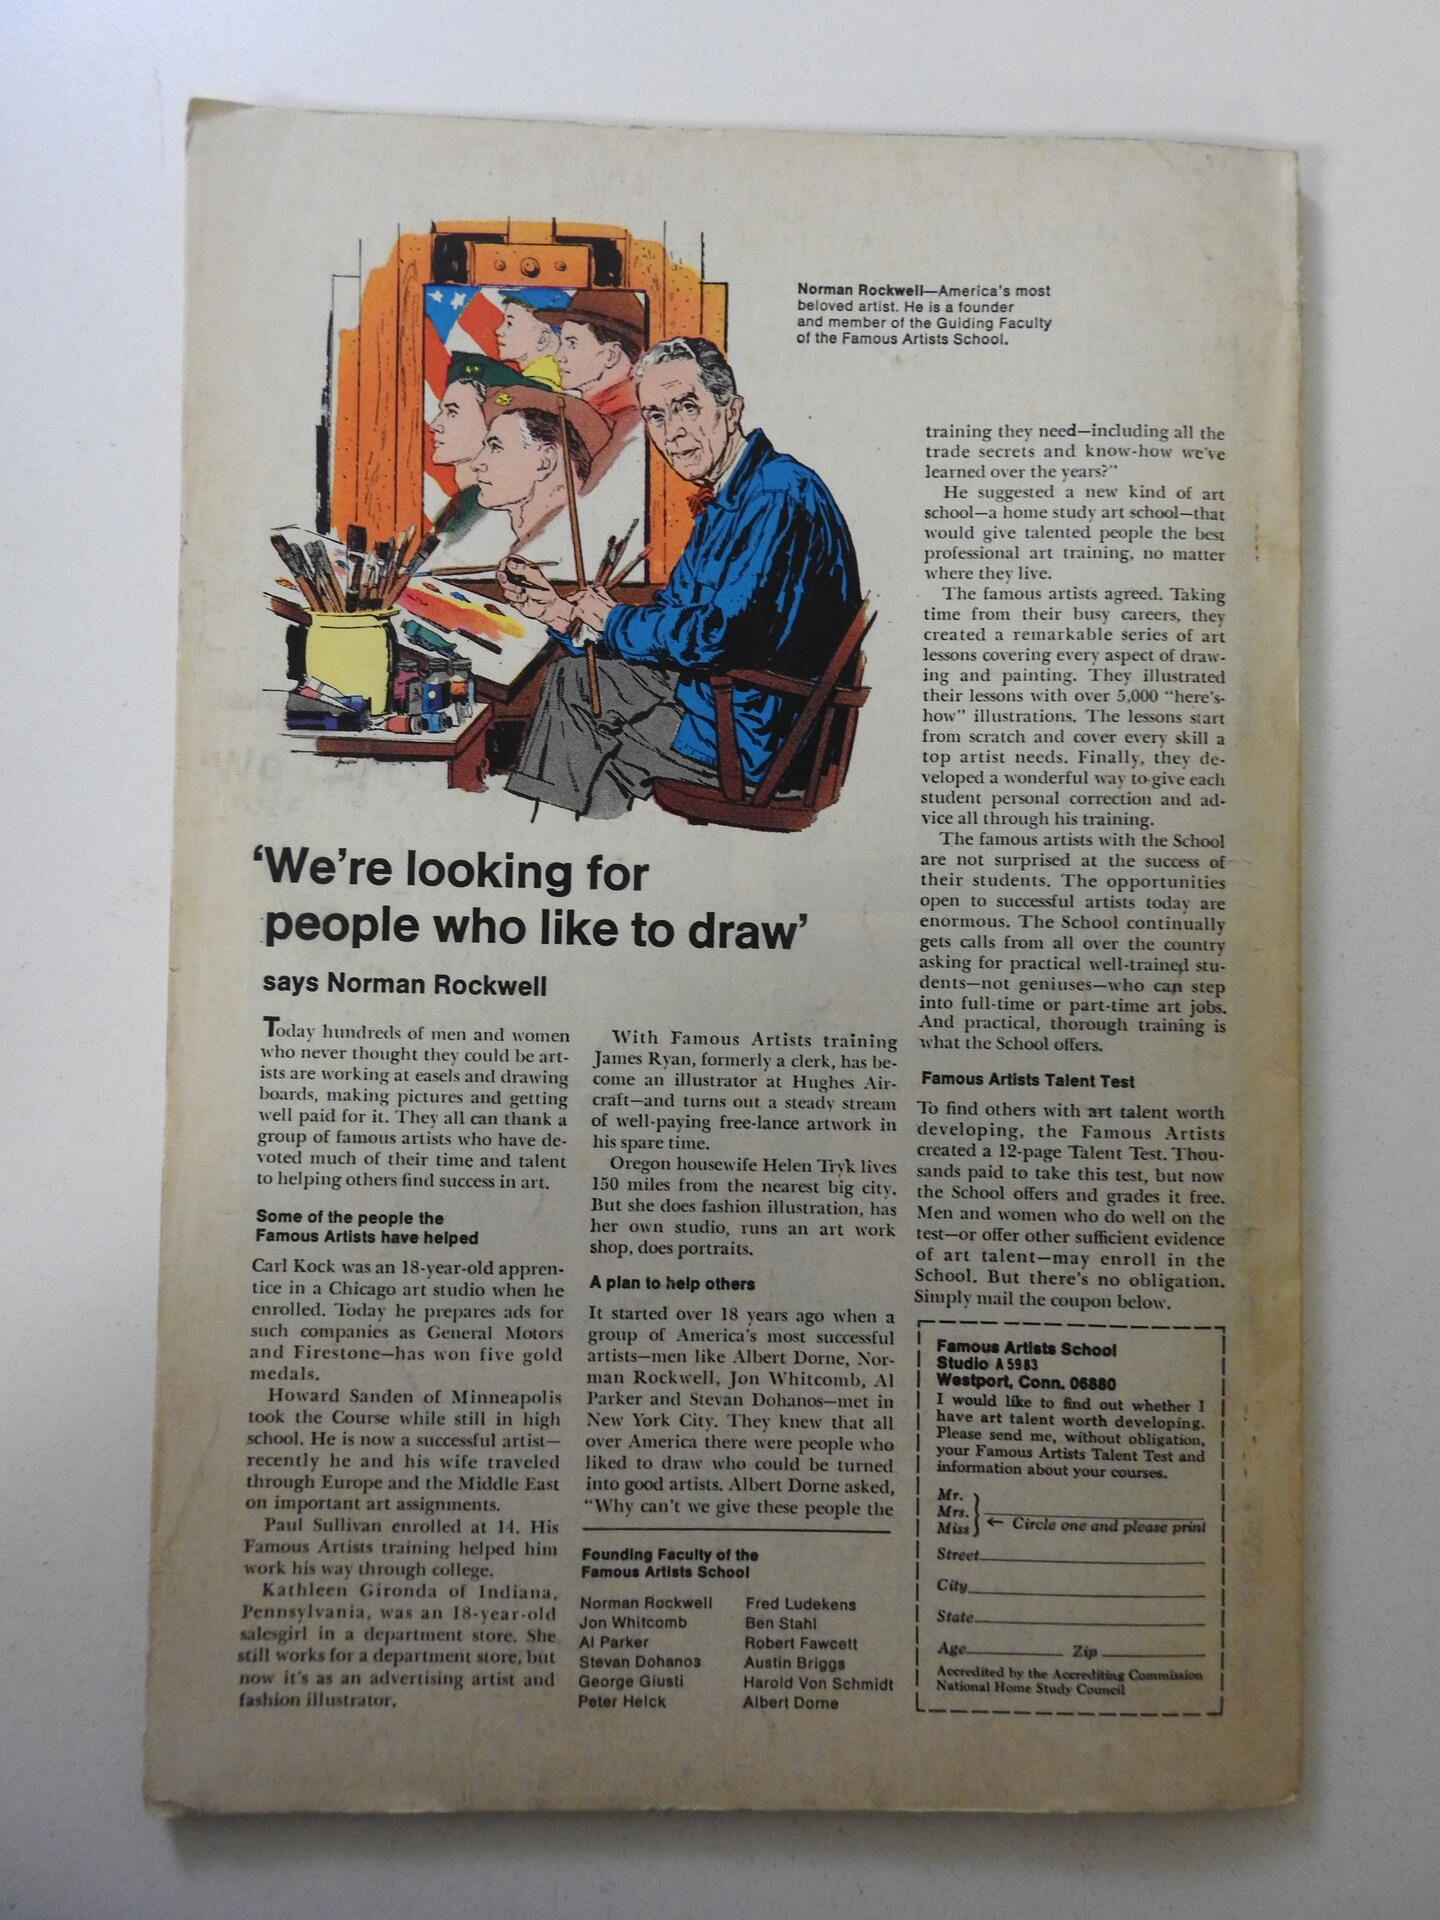 Norman Rockwell—America's most
beloved artist. He is a founder
and member of the Guiding Faculty
of the Famous Artists School.
'We're looking for
people who like to draw'
says Norman Rockwell
Today hundreds of men and women
who never thought they could be art-
ists are working at easels and drawing
boards, making pictures and getting
well paid for it. They all can thank a
group of famous artists who have de-
voted much of their time and talent
to helping others find success in art.
Some of the people the
Famous Artists have helped
Carl Kock was an 18-year-old appren-
tice in a Chicago art studio when he
enrolled. Today he prepares ads for
such companies as General Motors
and Firestone—has won five gold
medals.
Howard Sanden of Minneapolis
took the Course while still in high
school. He is now a successful artist—
recently he and his wife traveled
through Europe and the Middle East
on important art assignments.
Paul Sullivan enrolled at 14. His
Famous Artists training helped him
work his way through college.
Kathleen Gironda of Indiana,
Pennsylvania, was an 18-year-old
salesgirl in a department store. She
still works for a department store, but
now it's as an advertising artist and
fashion illustrator.
With Famous Artists training
James Ryan, formerly a clerk, has be-
come an illustrator at Hughes Air-
craft—and turns out a steady stream
of well-paying free-lance artwork in
his spare time.
Oregon housewife Helen Tryk lives
150 miles from the nearest big city.
But she does fashion illustration, has
her own studio, runs an art work
shop, does portraits.
A plan to help others
It started over 18 years ago when a
group of America's most successful
artists—men like Albert Dorne, Nor-
man Rockwell, Jon Whitcomb, Al
Parker and Stevan Dohanos—met in
New York City. They knew that all
over America there were people who
liked to draw who could be turned
into good artists. Albert Dorne asked,
"Why can't we give these people the
Founding Faculty of the
Famous Artists School
Norman Rockwell
Jon Whitcomb
Al Parker
Stevan Dohanos
George Giusti
Peter Helck
Fred Ludekens
Ben Stahl
Robert Fawcett
Austin Briggs
Harold Von Schmidt
Albert Dorne
training they need—including all the
trade secrets and know-how we've
learned over the years?"
He suggested a new kind of art
school—a home study art school—that
would give talented people the best
professional art training, no matter
where they live.
The famous artists agreed. Taking
time from their busy careers, they
created a remarkable series of art
lessons covering every aspect of draw-
ing and painting. They illustrated
their lessons with over 5,000 "here's-
how" illustrations. The lessons start
from scratch and cover every skill a
top artist needs. Finally, they de-
veloped a wonderful way to give each
student personal correction and ad-
vice all through his training.
The famous artists with the School
are not surprised at the success of
their students. The opportunities
open to successful artists today are
enormous. The School continually
gets calls from all over the country
asking for practical well-trained stu-
dents—not geniuses—who can step
into full-time or part-time art jobs.
And practical, thorough training is
what the School offers.
Famous Artists Talent Test
To find others with art talent worth
developing, the Famous Artists
created a 12-page Talent Test. Thou-
sands paid to take this test, but now
the School offers and grades it free.
Men and women who do well on the
test—or offer other sufficient evidence
of art talent—may enroll in the
School. But there's no obligation.
Simply mail the coupon below.
Famous Artists School
Studio A5983
Westport, Conn. 06880
I would like to find out whether I
have art talent worth developing.
Please send me, without obligation,
your Famous Artists Talent Test and
information about your courses.
Mr.
Mrs.
Miss
← Circle one and please print
Street
City
State
Age Zip
Accredited by the Accrediting Commission
National Home Study Council